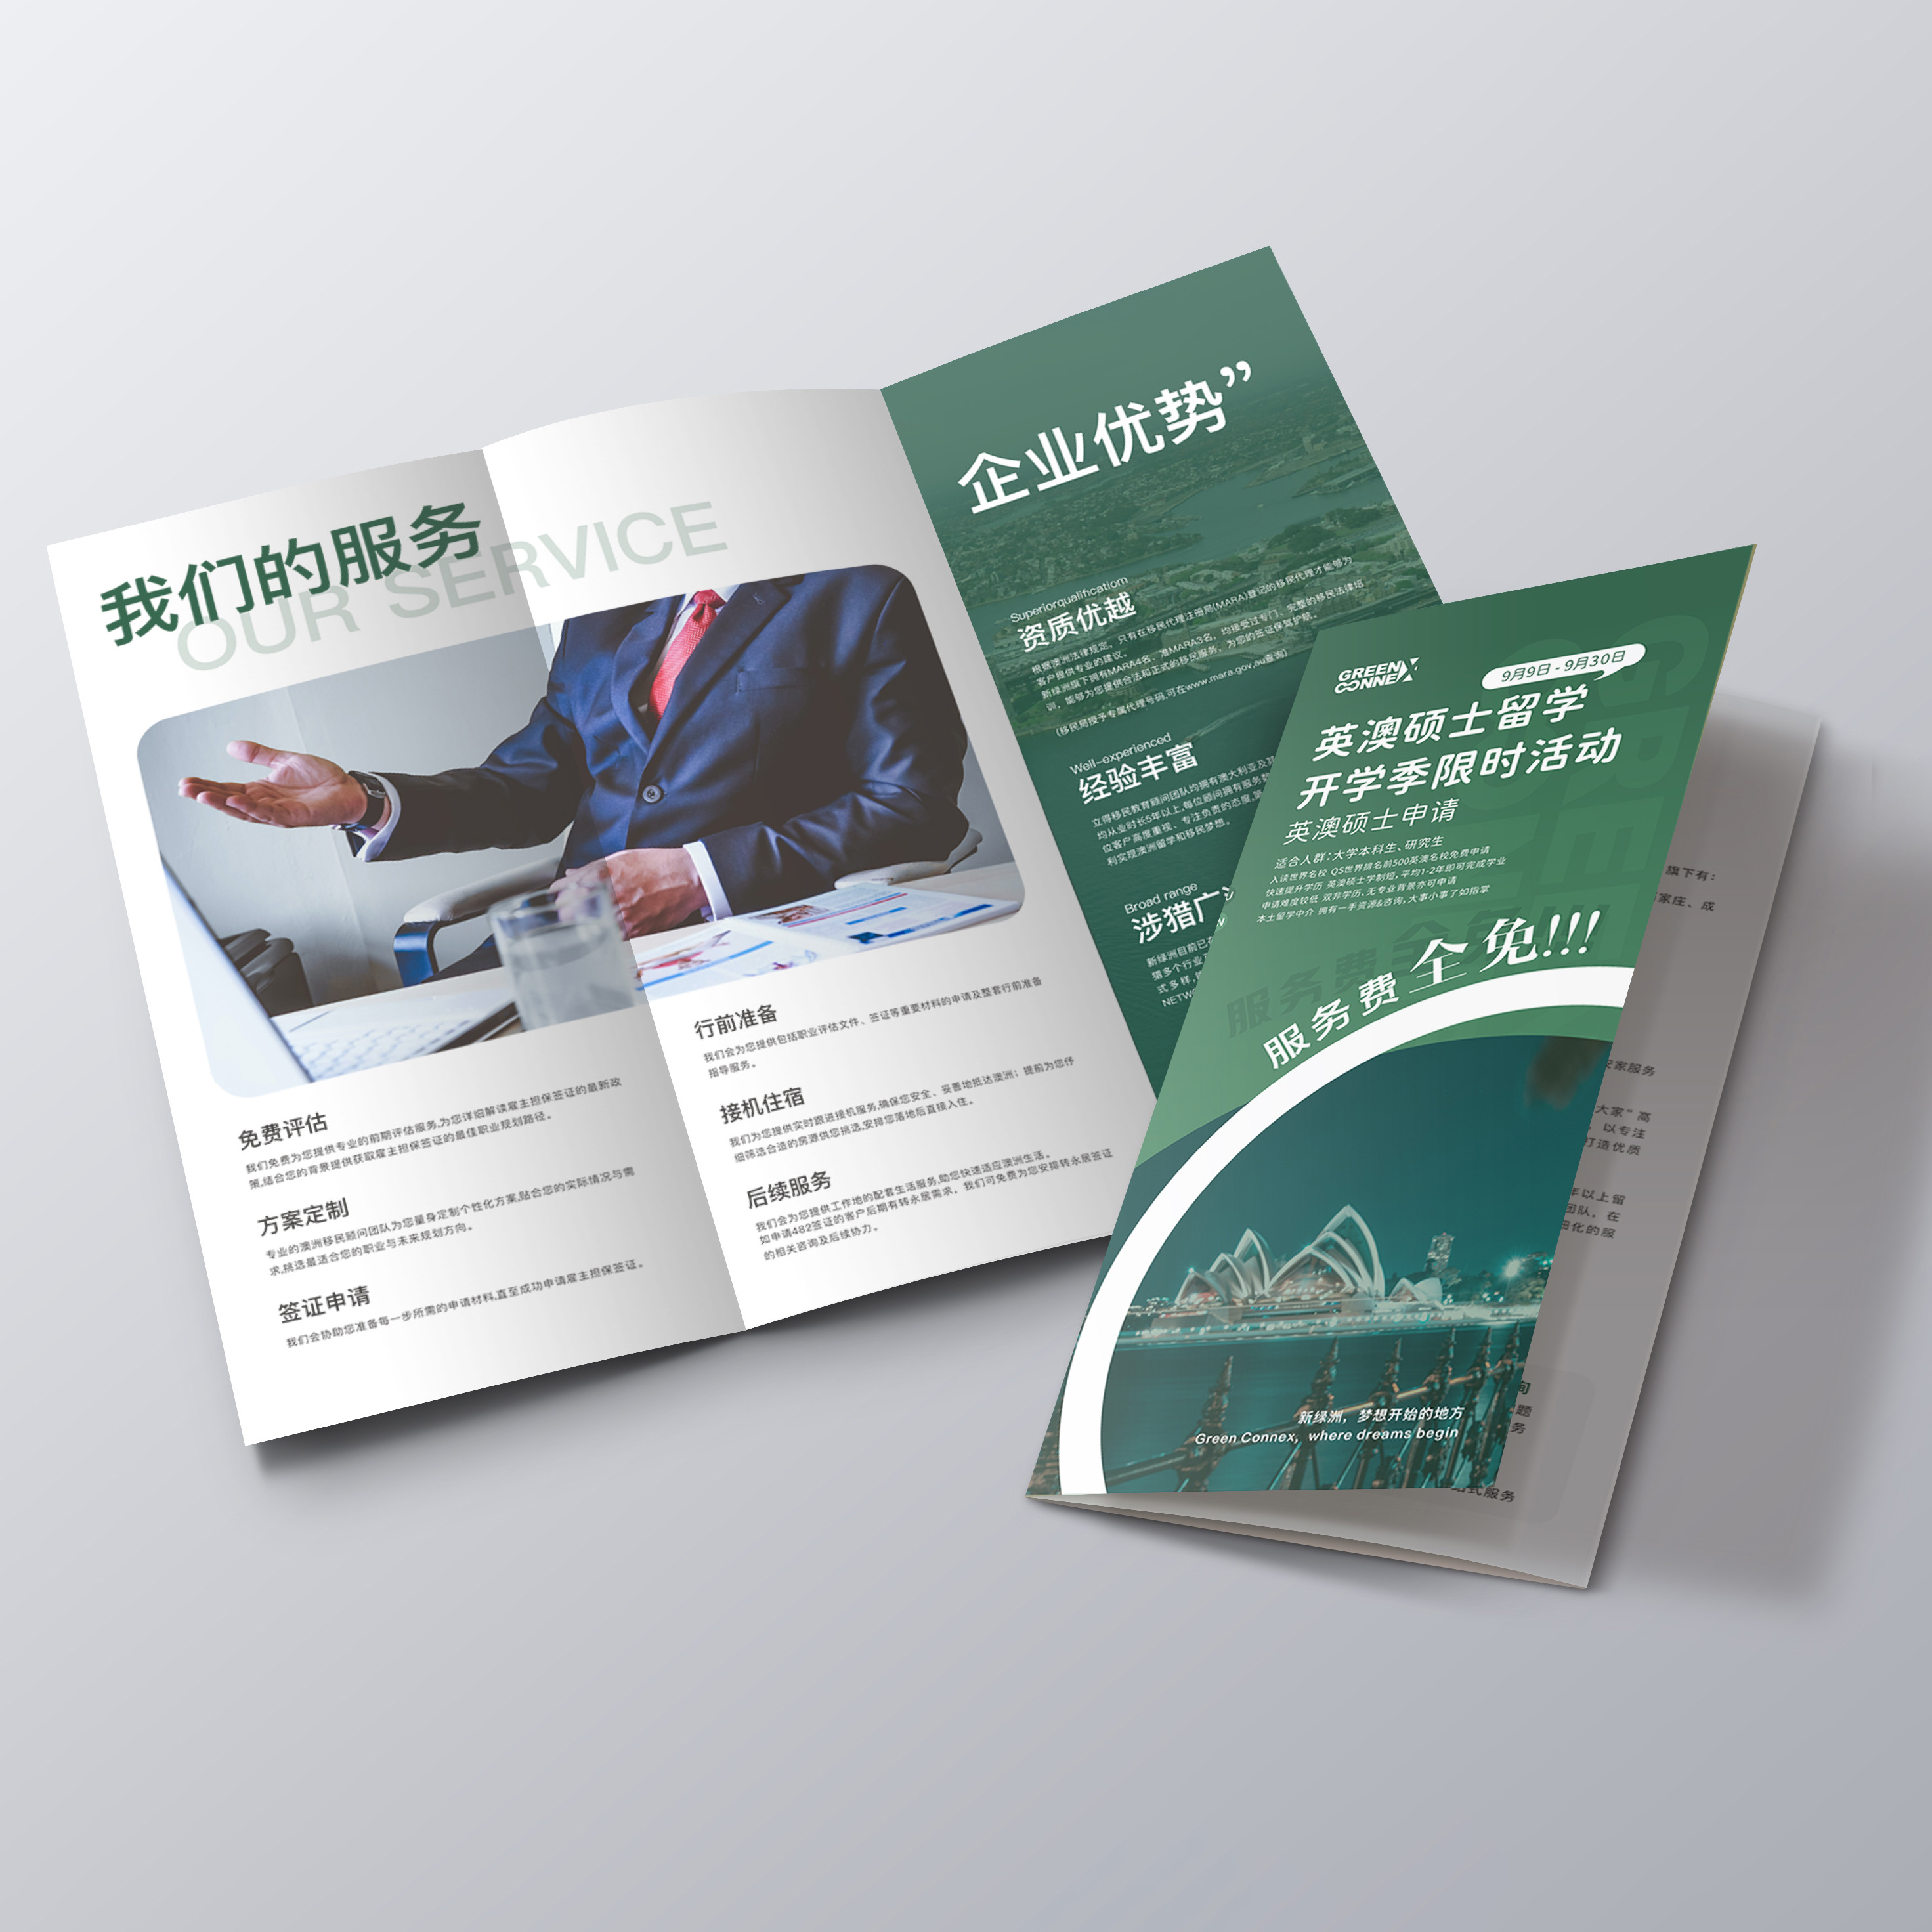 我们的服务
OUR SERVICE
免费评估
我们免费为您提供专业的前期评估服务,为您详细解读雇主担保签证的最新政
策,结合您的背景提供获取雇主担保签证的最佳职业规划路径。
方案定制
专业的澳洲移民顾问团队为您量身定制个性化方案,贴合您的实际情况与需
求,挑选最适合您的职业与未来规划方向。
签证申请
我们会协助您准备每一步所需的申请材料,直至成功申请雇主担保签证。
行前准备
我们会为您提供包括职业评估文件、签证等重要材料的申请及整套行前准备
指导服务。
接机住宿
我们为您提供实时跟进接机服务,确保您安全、妥善地抵达澳洲；提前为您仔
细筛选合适的房源供您挑选,安排您落地后直接入住。
后续服务
我们会为您提供工作地的配套生活服务,助您快速适应澳洲生活。
如申请482签证的客户后期有转永居需求，我们可免费为您安排转永居签证
的相关咨询及后续协力。
企业优势”
Superiorqualificatiom
资质优越
根据澳洲法律规定，只有在移民代理注册局(MARA)登记的移民代理才能够为
客户提供专业的建议。
新绿洲旗下拥有MARA4名、准MARA3名，均接受过专门、完整的移民法律培
训，能够为您提供合法和正式的移民服务，为您的签证保驾护航。
(移民局授予专属代理号码,可在www.mara.gov.au查询)
Well-experienced
经验丰富
立得移民教育顾问团队均拥有澳大利亚及其
均从业时长5年以上,每位顾问拥有服务数
位客户高度重视、专注负责的态度,第
利实现澳洲留学和移民梦想。
Broad range
涉猎广
新绿洲目前已在
猎多个行业
式多样,
NETW
GREEN
CONNEX
9月9日 - 9月30日
英澳硕士留学
开学季限时活动
英澳硕士申请
适合人群：大学本科生、研究生
入读世界名校 QS世界排名前500英澳名校免费申请
快速提升学历 英澳硕士学制短，平均1-2年即可完成学业
申请难度较低 双非学历、无专业背景亦可申请
本土留学中介 拥有一手资源&咨询，大事小事了如指掌
服务费全免!!!
新绿洲，梦想开始的地方
Green Connex, where dreams begin
旗下有：
家庄、成
家服务
大家“高
以专注
打造优质
年以上留
团队，在
细化的服
询
题
务
站式服务